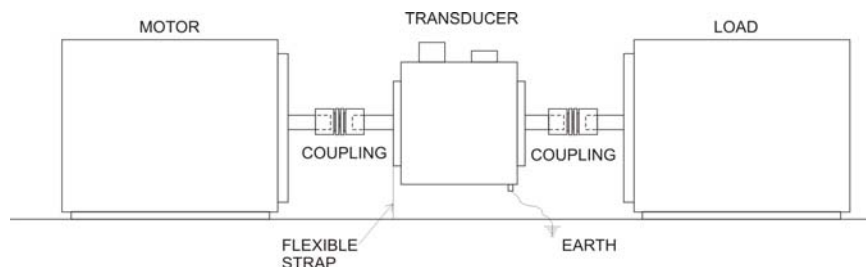 TRANSDUCER
MOTOR
LOAD
COUPLING
COUPLING
FLEXIBLE
STRAP
EARTH